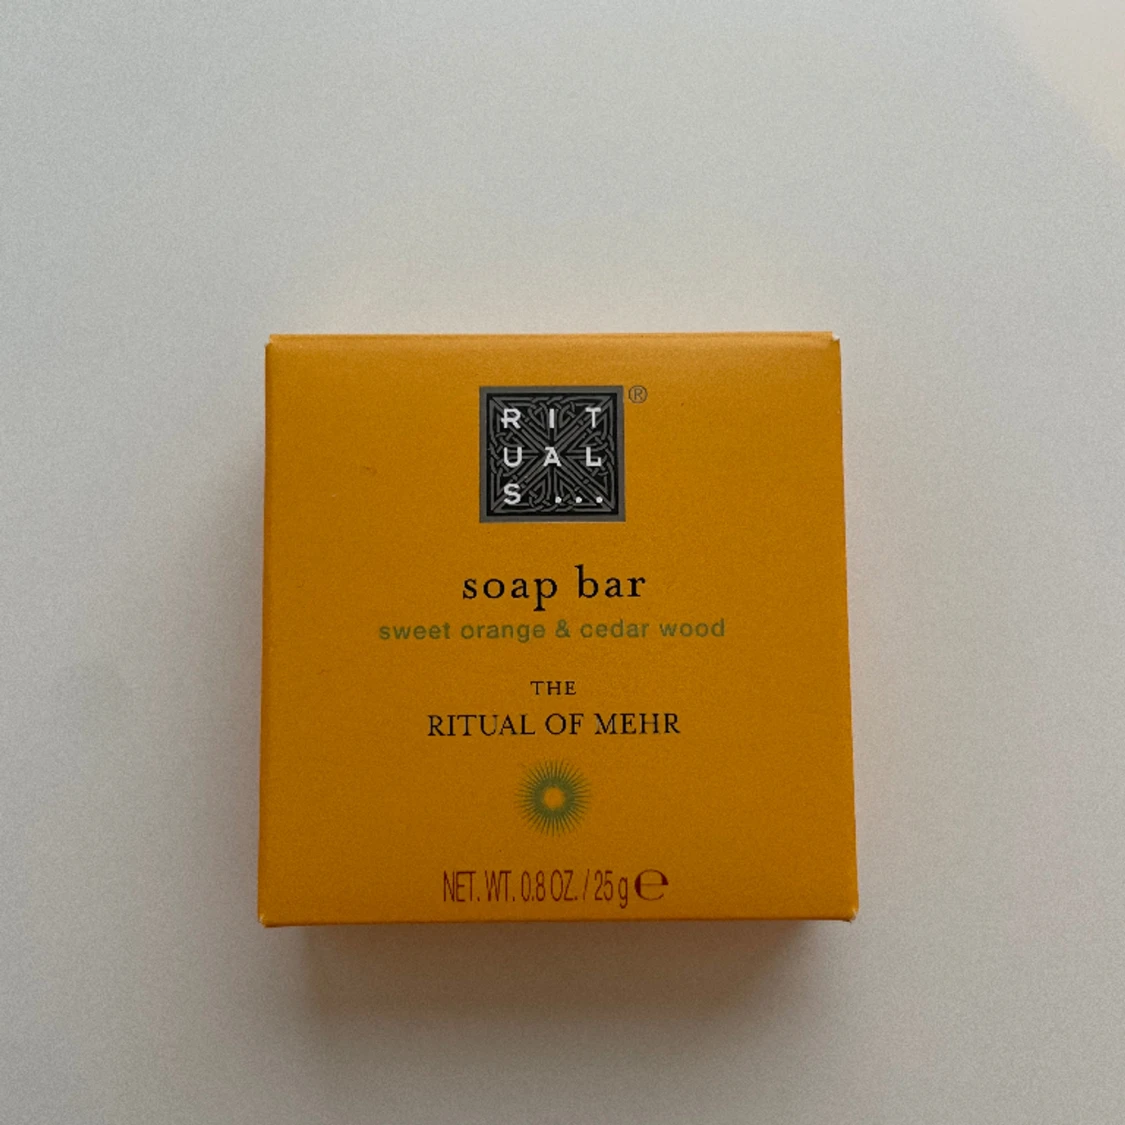 RIT
UAL
S...
®
soap bar
sweet orange & cedar wood
THE
RITUAL OF MEHR
NET. WT. 0.8 OZ. / 25 g ℮